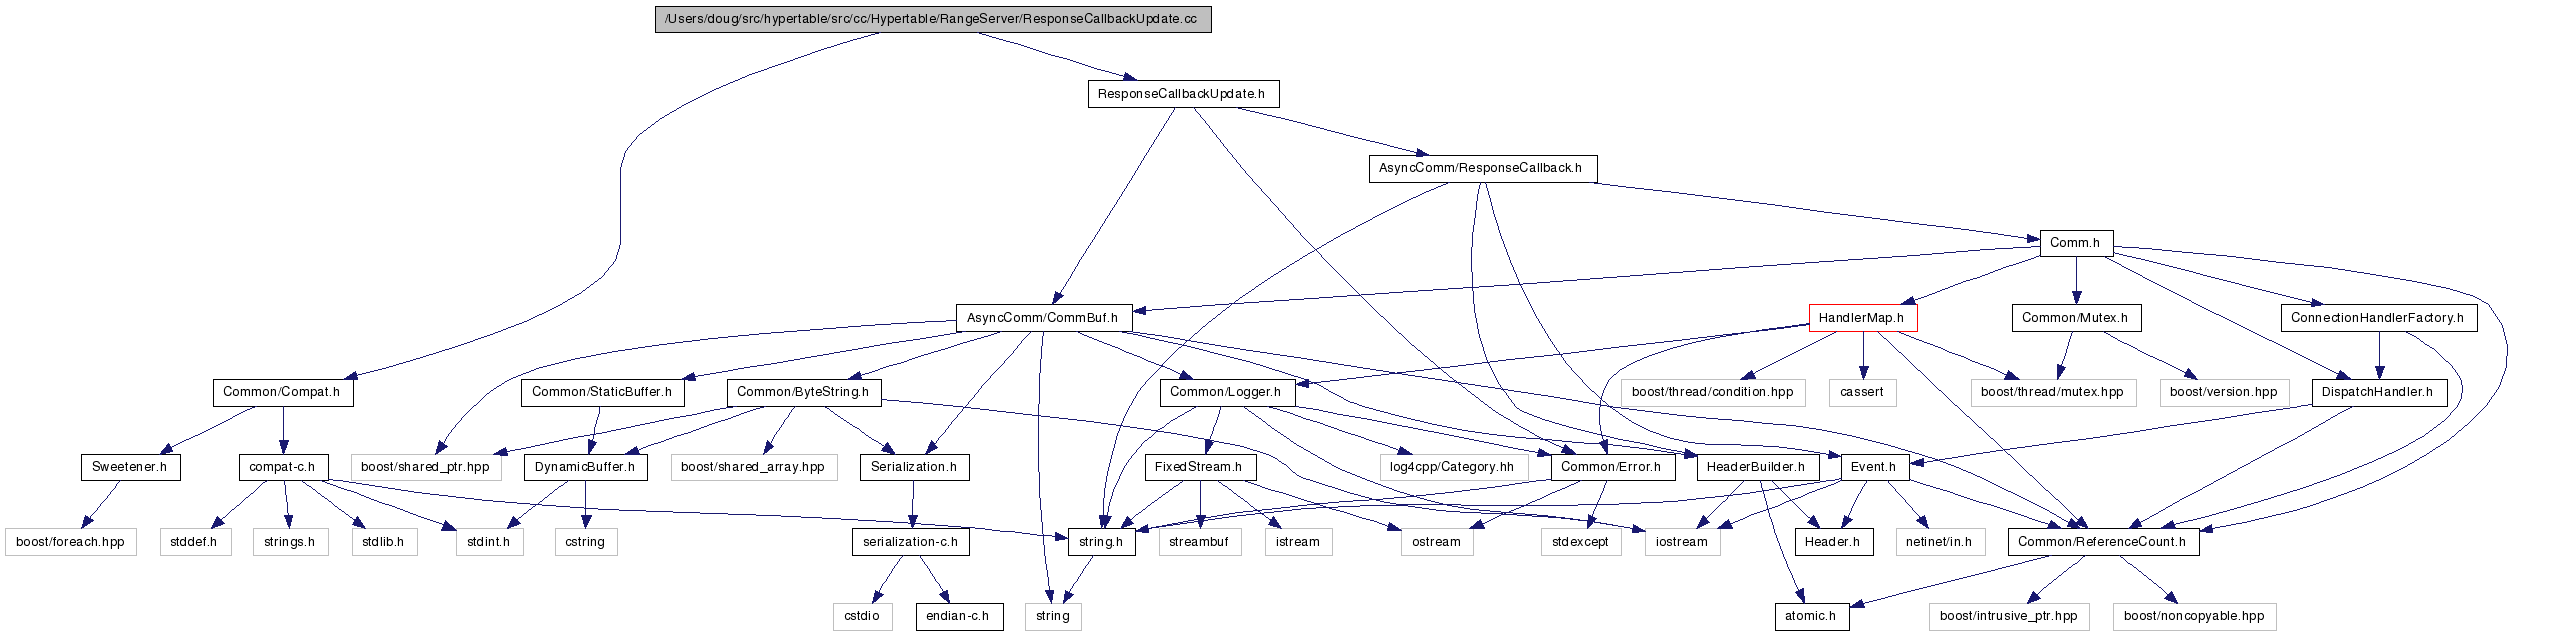 /Users/doug/src/hypertable/src/cc/Hypertable/RangeServer/ResponseCallbackUpdate.cc
ResponseCallbackUpdate.h
AsyncComm/ResponseCallback.h
Comm.h
AsyncComm/CommBuf.h
HandlerMap.h
Common/Mutex.h
ConnectionHandlerFactory.h
Common/Compat.h
Common/StaticBuffer.h
Common/ByteString.h
Common/Logger.h
boost/thread/condition.hpp
cassert
boost/thread/mutex.hpp
boost/version.hpp
DispatchHandler.h
Sweetener.h
compat-c.h
boost/shared_ptr.hpp
DynamicBuffer.h
boost/shared_array.hpp
Serialization.h
FixedStream.h
log4cpp/Category.hh
Common/Error.h
HeaderBuilder.h
Event.h
boost/foreach.hpp
stddef.h
strings.h
stdlib.h
stdint.h
cstring
serialization-c.h
string.h
streambuf
istream
ostream
stdexcept
iostream
Header.h
netinet/in.h
Common/ReferenceCount.h
cstdio
endian-c.h
string
atomic.h
boost/intrusive_ptr.hpp
boost/noncopyable.hpp